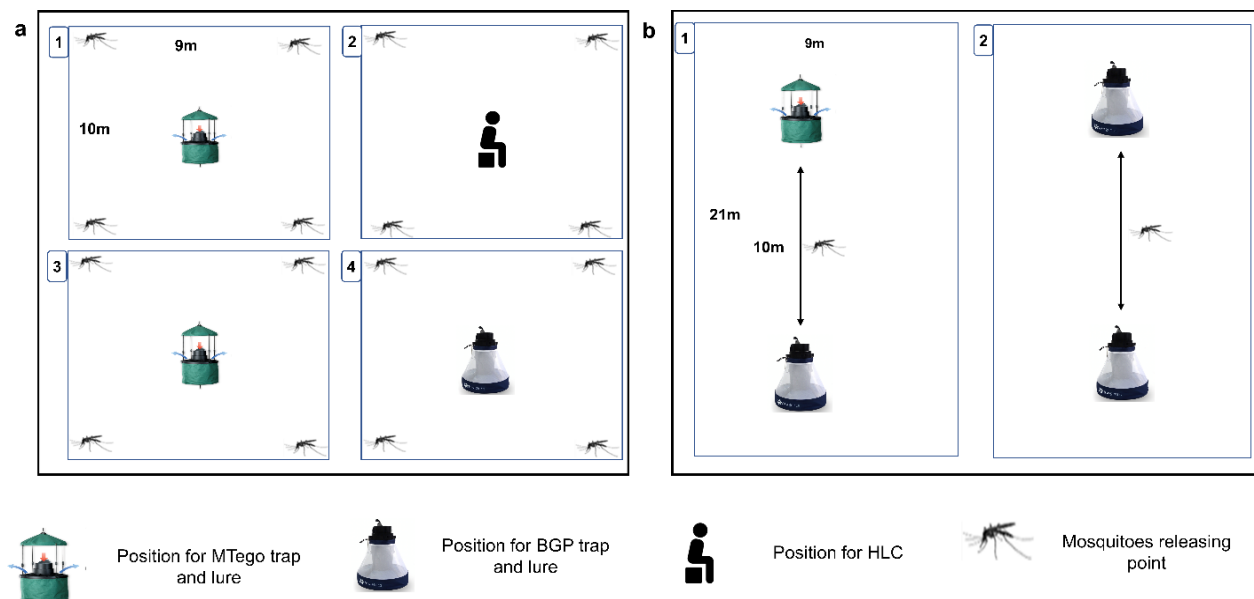 a
1
9m
2
10m
3
4
b
1
9m
2
21m
10m
Position for MTego trap
and lure
Position for BGP trap
and lure
Position for HLC
Mosquitoes releasing
point